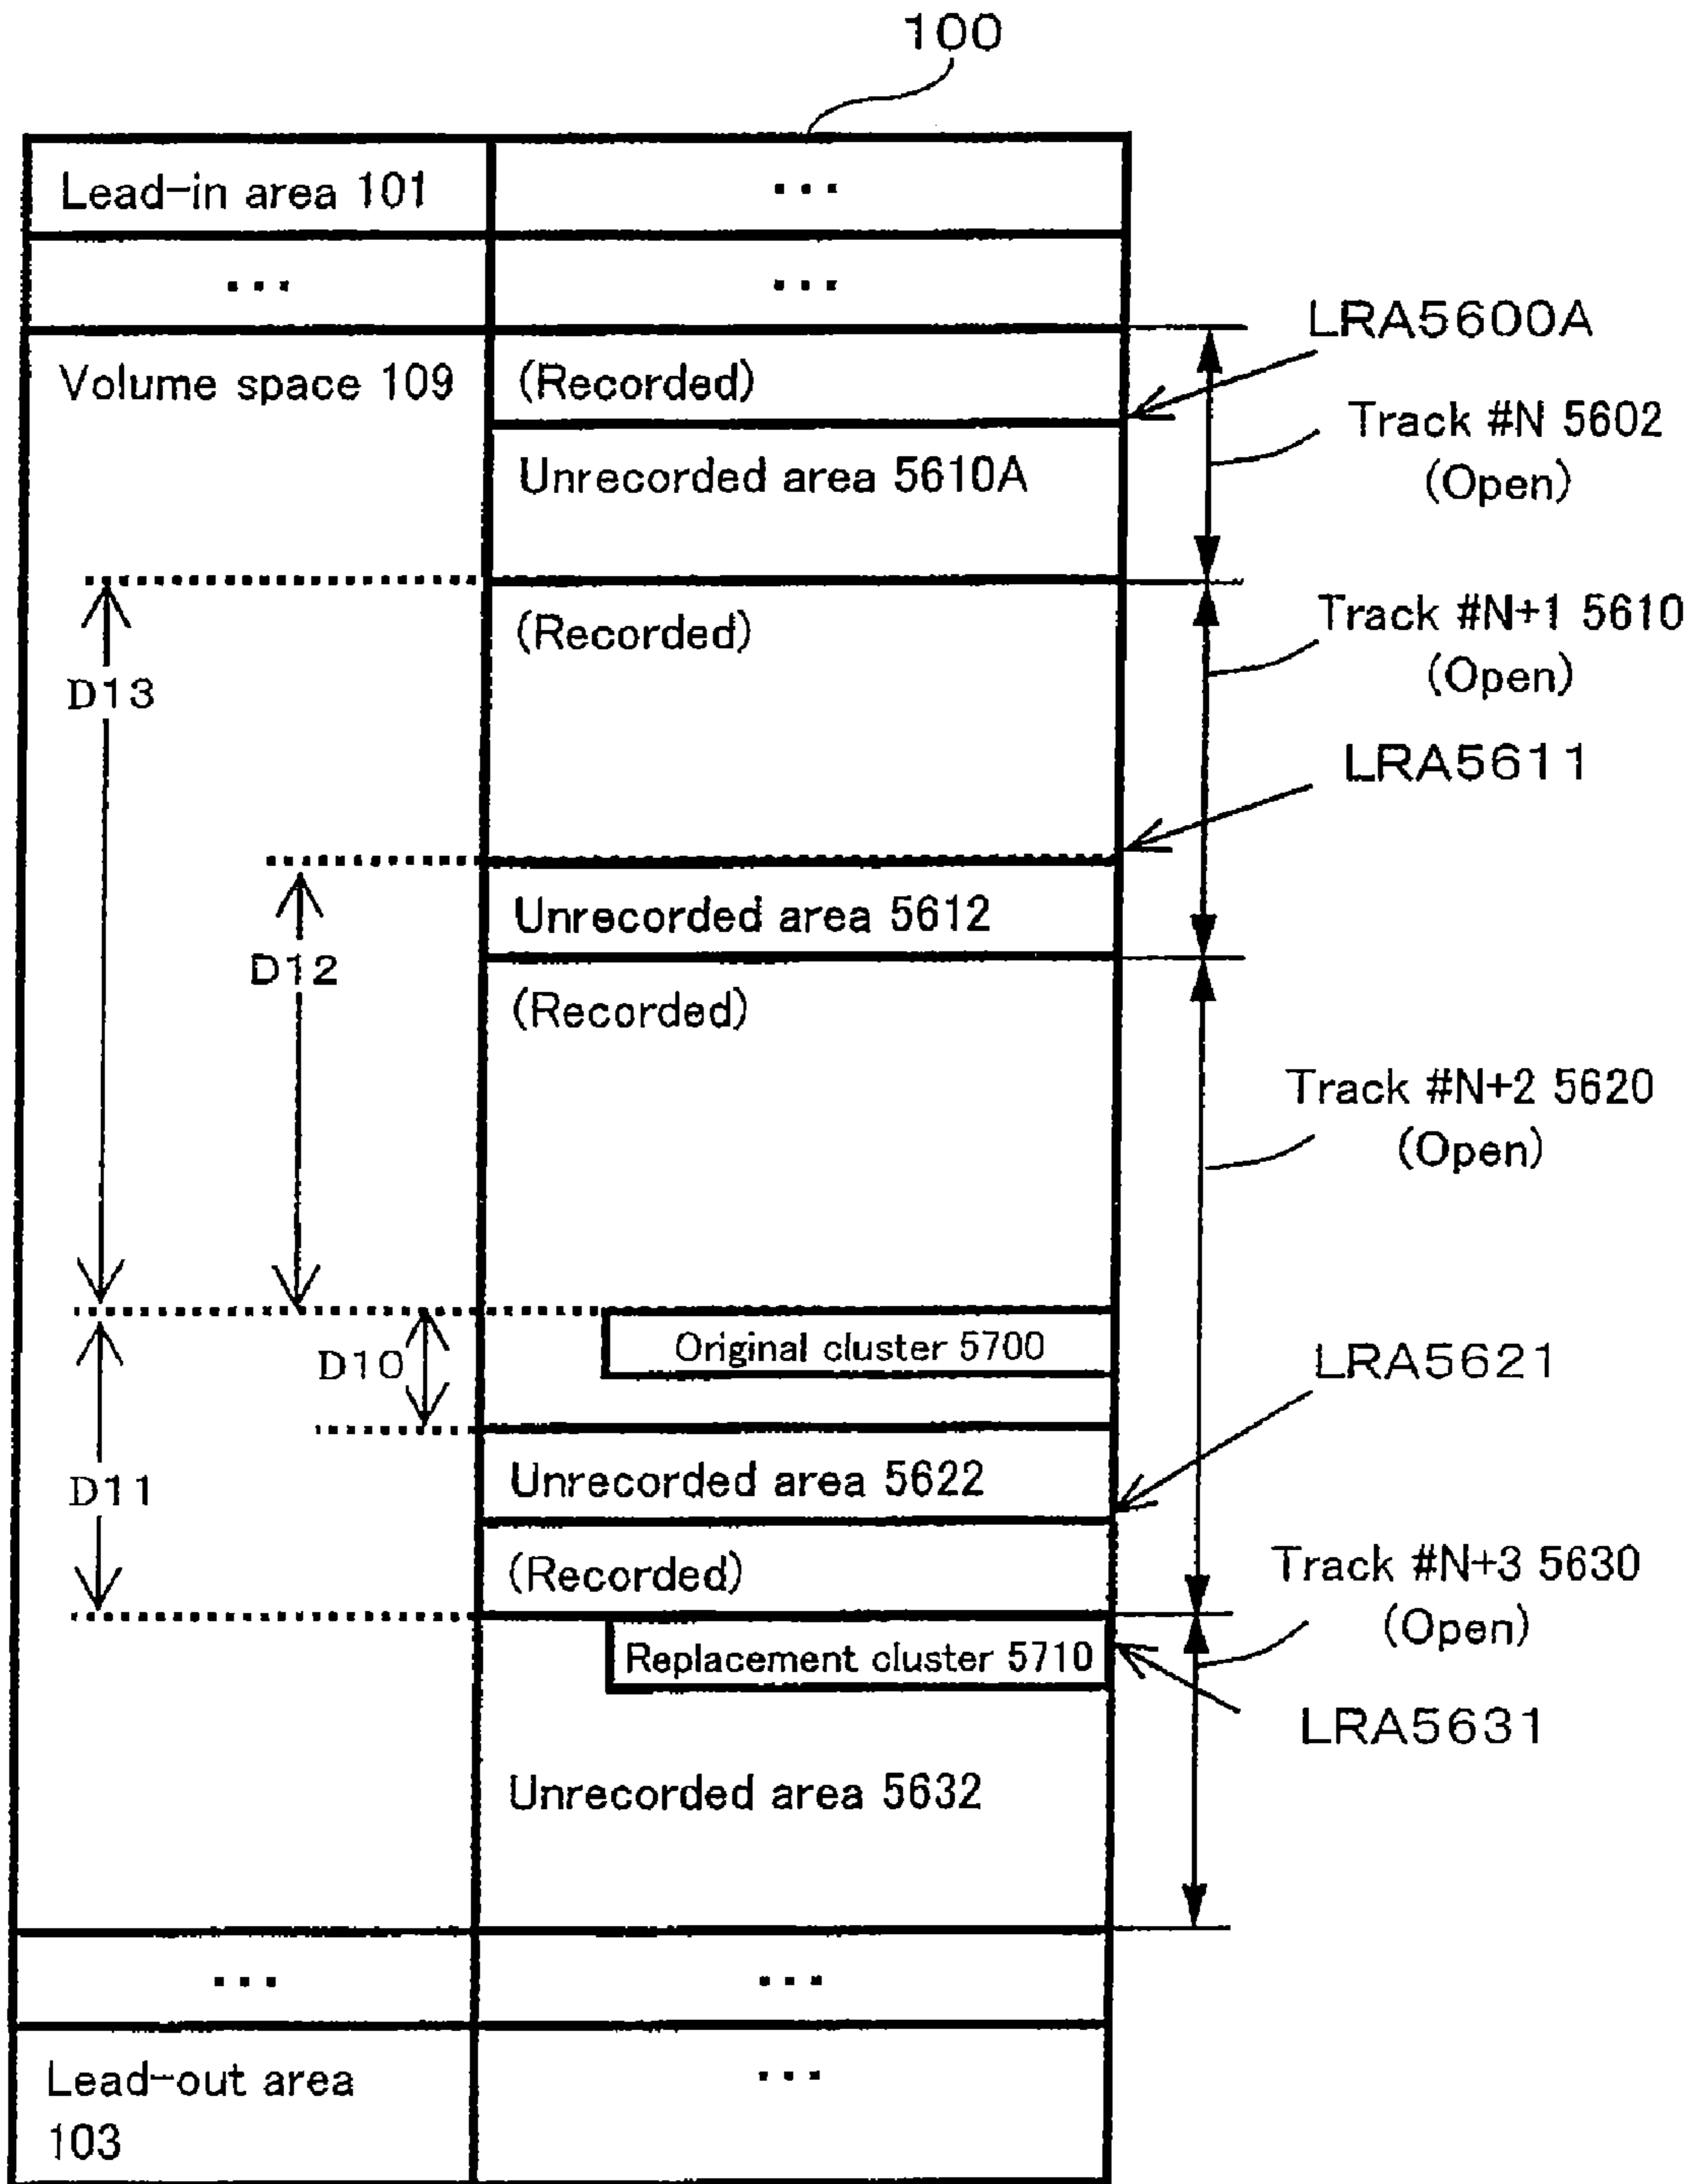 100
Lead-in area 101
...
...
...
LRA5600A
Volume space 109
(Recorded)
Track #N 5602
(Open)
Unrecorded area 5610A
(Recorded)
Track #N+1 5610
(Open)
D13
LRA5611
Unrecorded area 5612
D12
(Recorded)
Track #N+2 5620
(Open)
Original cluster 5700
D10
LRA5621
Unrecorded area 5622
D11
(Recorded)
Track #N+3 5630
(Open)
Replacement cluster 5710
LRA5631
Unrecorded area 5632
...
...
Lead-out area
103
...